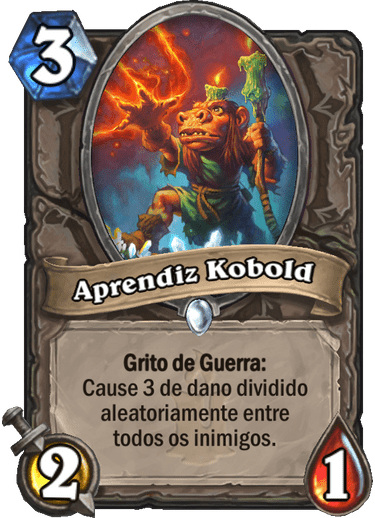 3
Aprendiz Kobold
Grito de Guerra:
Cause 3 de dano dividido
aleatoriamente entre
todos os inimigos.
2
1